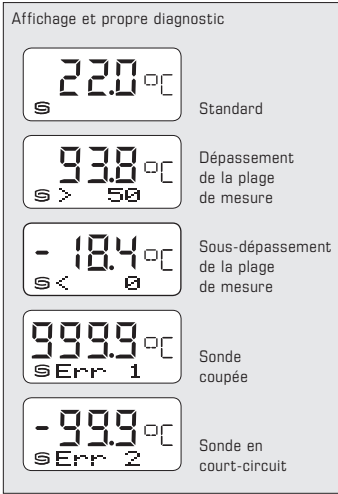 Affichage et propre diagnostic
22.0 °C
S
Standard
93.8 °C
S > 50
Dépassement
de la plage
de mesure
-18.4 °C
S < 0
Sous-dépassement
de la plage
de mesure
999.9 °C
S Err 1
Sonde
coupée
-99.9 °C
S Err 2
Sonde en
court-circuit